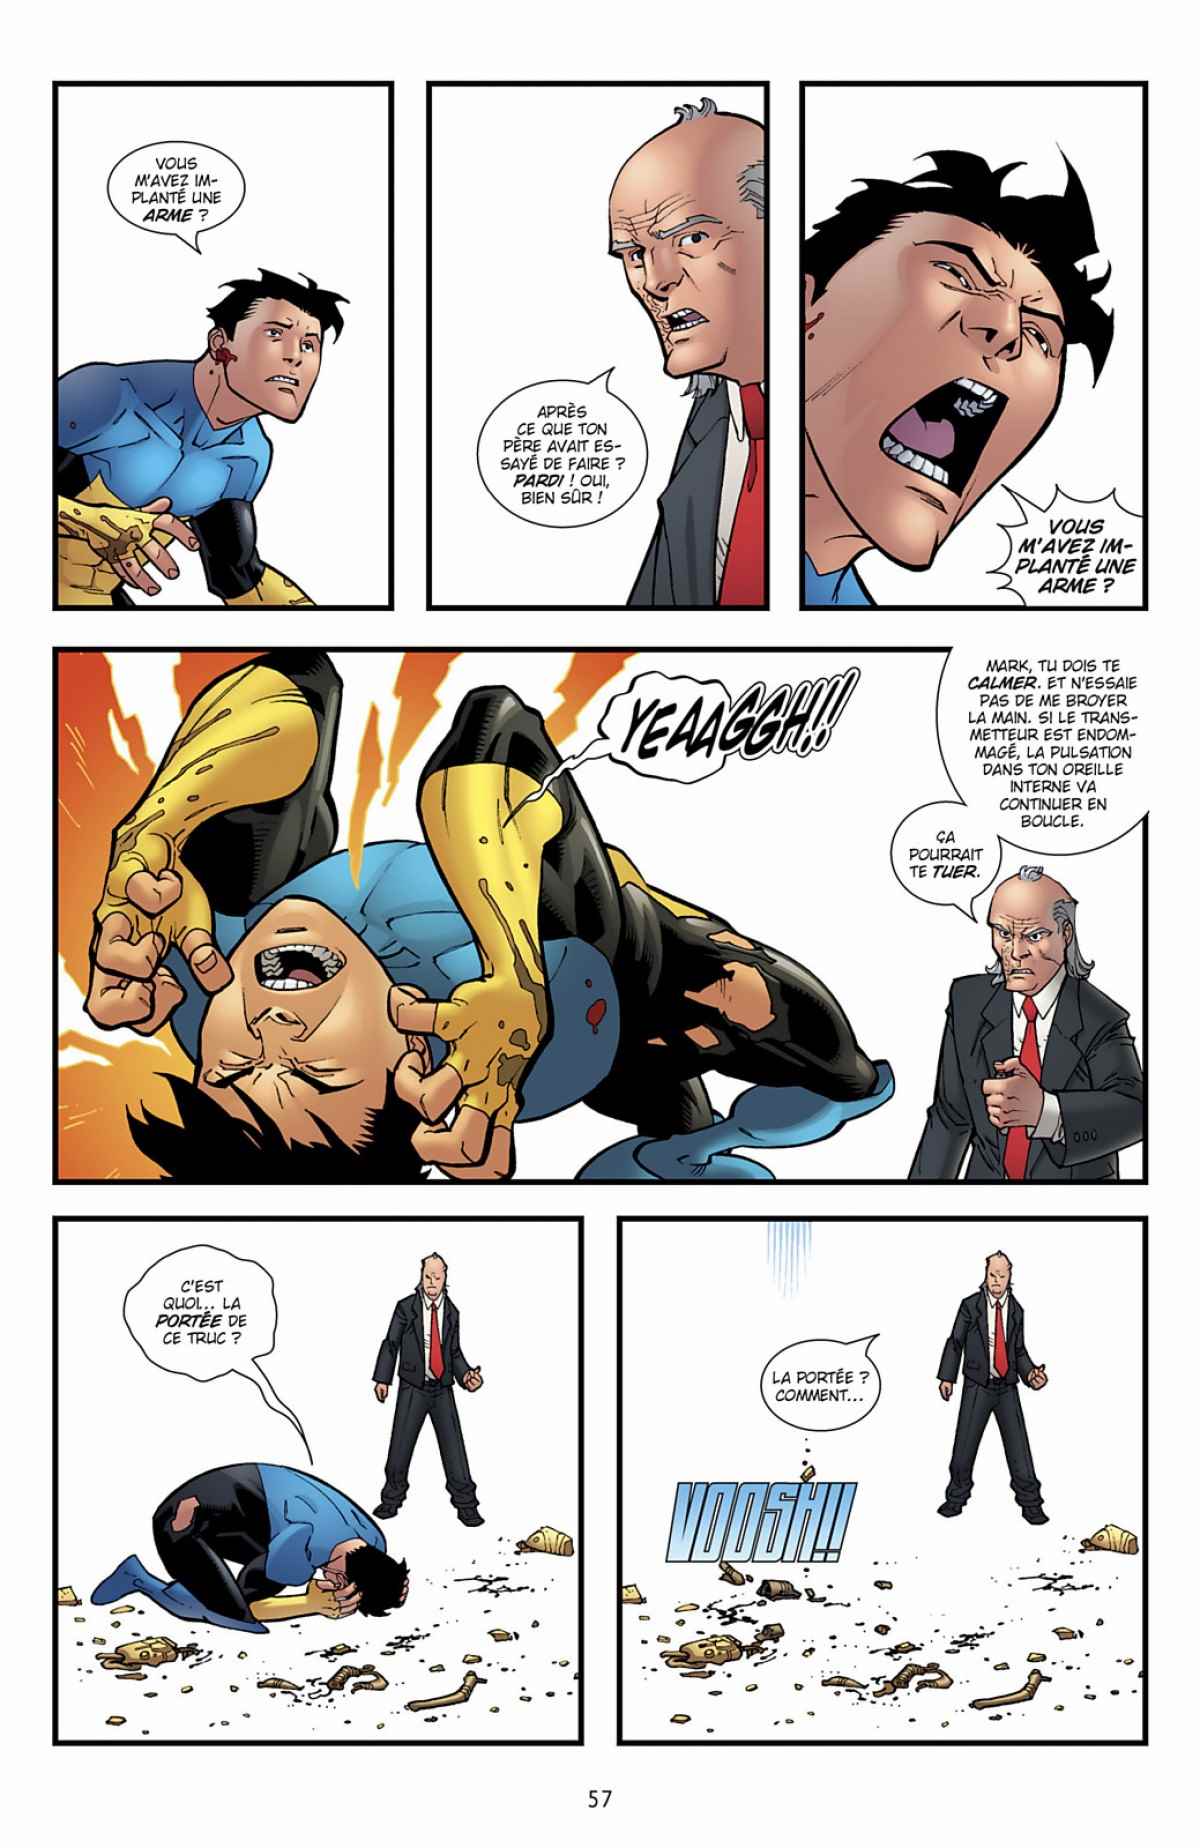 VOUS
M'AVEZ IM-
PLANTÉ UNE
ARME ?
APRÈS
CE QUE TON
PÈRE AVAIT ES-
SAYÉ DE FAIRE ?
PARDI ! OUI,
BIEN SÛR !
VOUS
M'AVEZ IM-
PLANTÉ UNE
ARME ?
YEAAGGH!!!
MARK, TU DOIS TE
CALMER. ET N'ESSAIE
PAS DE ME BROYER
LA MAIN. SI LE TRANS-
METTEUR EST ENDOM-
MAGÉ, LA PULSATION
DANS TON OREILLE
INTERNE VA
CONTINUER EN
BOUCLE.
ÇA
POURRAIT
TE TUER.
C'EST
QUOI... LA
PORTÉE DE
CE TRUC ?
LA PORTÉE ?
COMMENT...
VOOSH!!
57